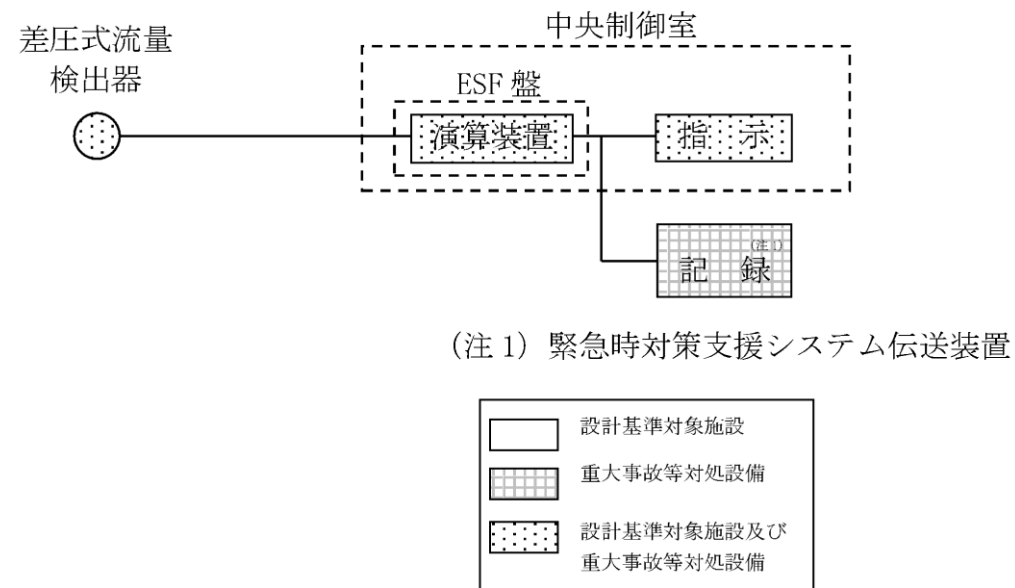 中央制御室
差圧式流量
検出器
ESF 盤
演算装置
指 示
(注1)
記 録
(注 1) 緊急時対策支援システム伝送装置
設計基準対象施設
重大事故等対処設備
設計基準対象施設及び
重大事故等対処設備